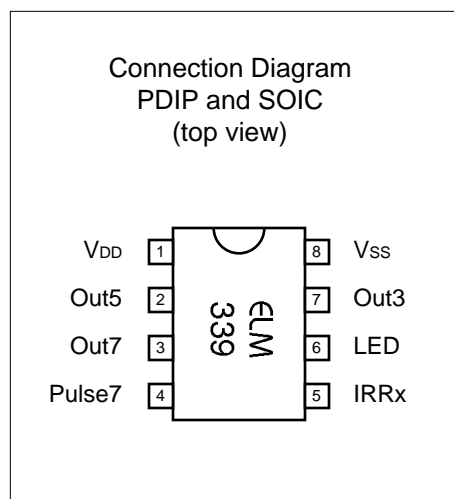 Connection Diagram
PDIP and SOIC
(top view)
VDD 1 8 VSS
Out5 2 7 Out3
Out7 3 6 LED
Pulse7 4 5 IRRx
ELM
339